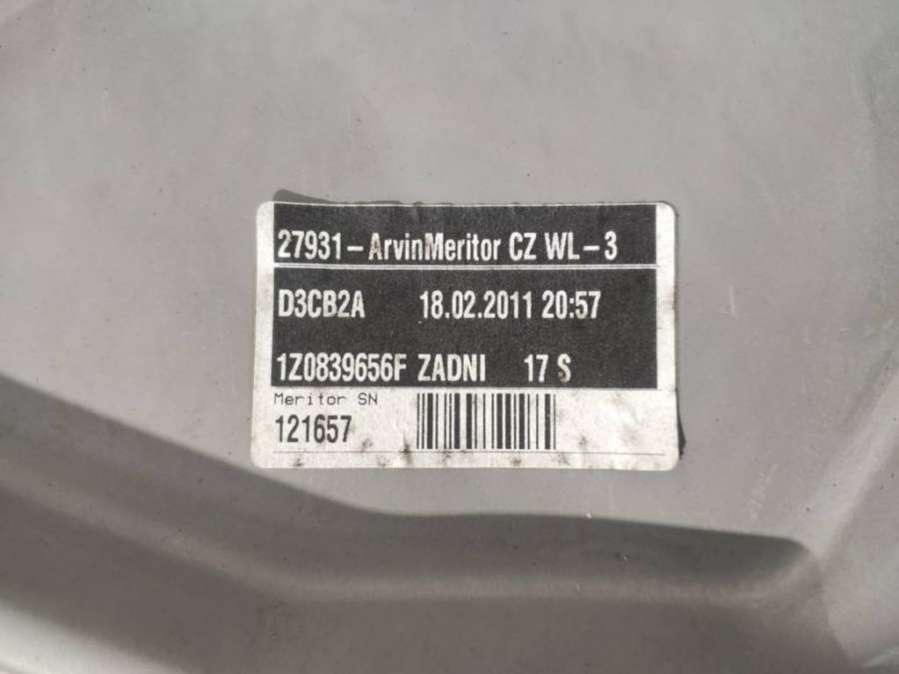 27931 – ArvinMeritor CZ WL – 3
D3CB2A 18.02.2011 20:57
1Z0839656F ZADNI 17 S
Meritor SN
121657